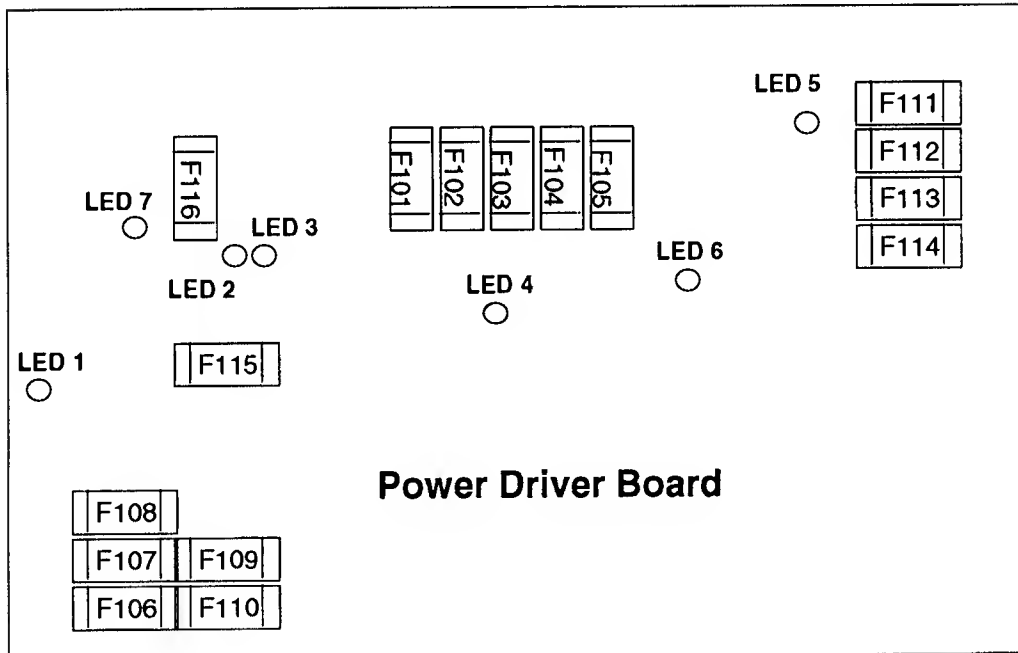 LED 5
F111
F112
F113
F114
F116
LED 7
LED 3
LED 2
F101
F102
F103
F104
F105
LED 6
LED 4
LED 1
F115
Power Driver Board
F108
F107
F109
F106
F110